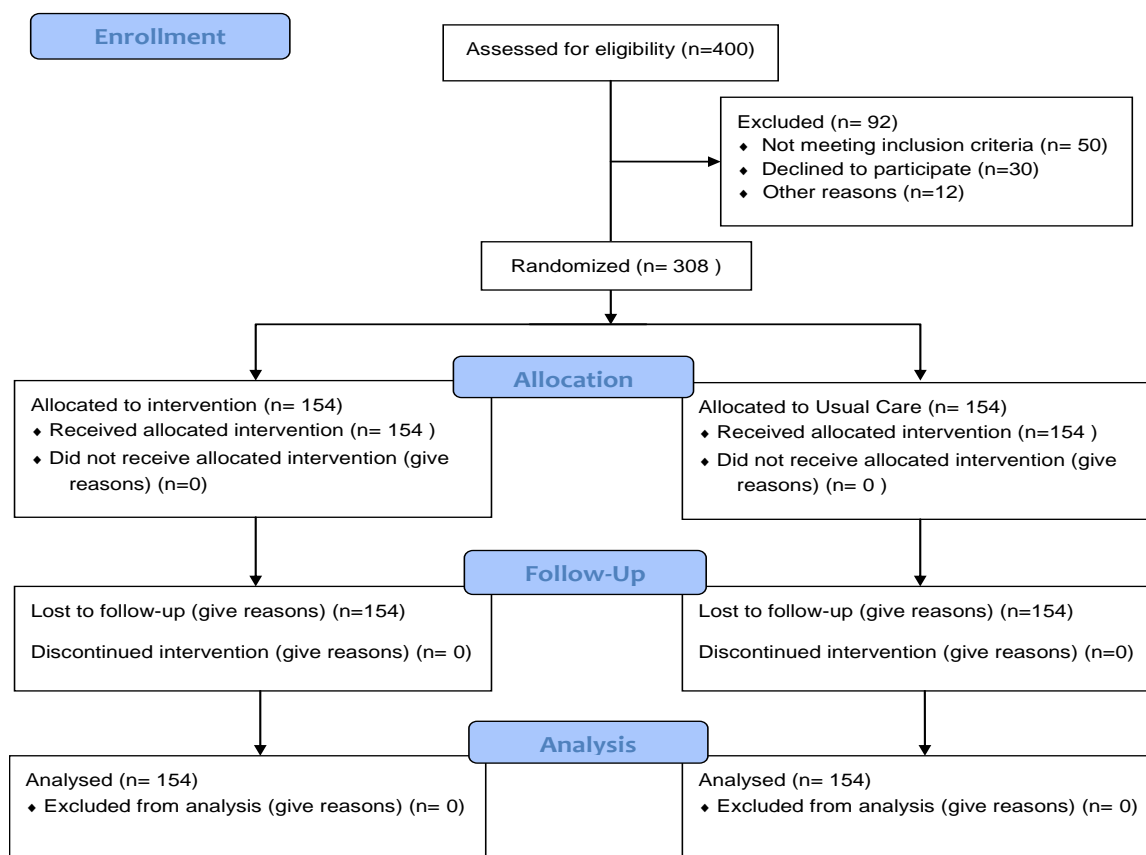 Enrollment
Assessed for eligibility (n=400)
Excluded (n= 92)
♦ Not meeting inclusion criteria (n= 50)
♦ Declined to participate (n=30)
♦ Other reasons (n=12)
Randomized (n= 308 )
Allocation
Allocated to intervention (n= 154)
♦ Received allocated intervention (n= 154 )
♦ Did not receive allocated intervention (give
reasons) (n=0)
Allocated to Usual Care (n= 154)
♦ Received allocated intervention (n=154 )
♦ Did not receive allocated intervention (give
reasons) (n= 0 )
Follow-Up
Lost to follow-up (give reasons) (n=154)
Discontinued intervention (give reasons) (n= 0)
Lost to follow-up (give reasons) (n=154)
Discontinued intervention (give reasons) (n=0)
Analysis
Analysed (n= 154)
♦ Excluded from analysis (give reasons) (n= 0)
Analysed (n= 154)
♦ Excluded from analysis (give reasons) (n= 0)